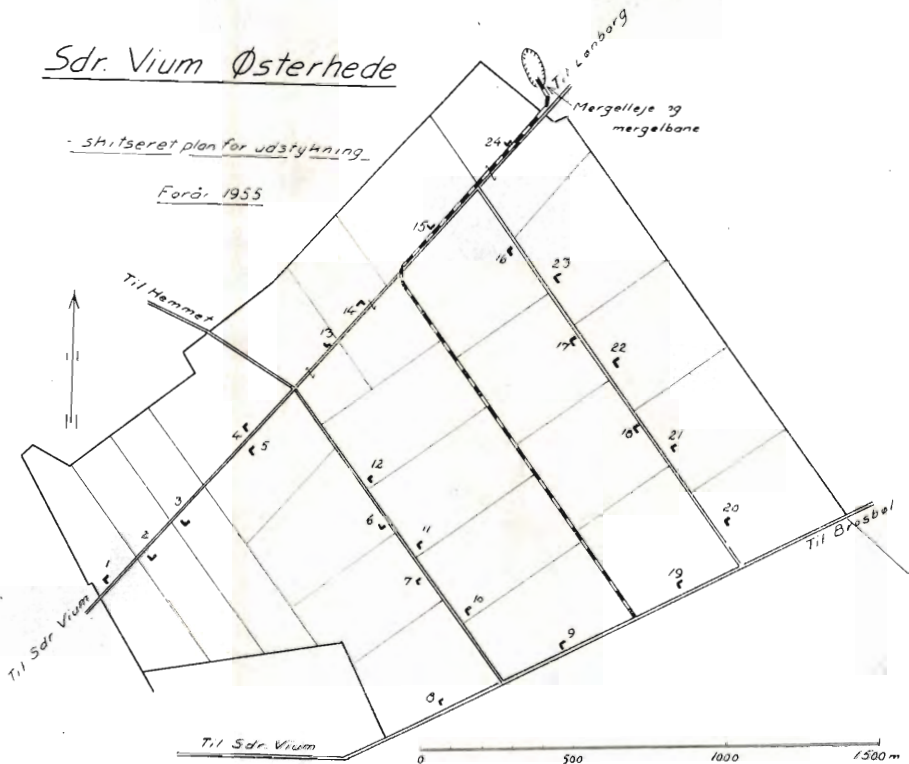 Sdr. Vium Østerhede
- skitseret plan for udstykning
Forår 1955
Til Lønborg
Mergelleje og
mergelbane
Til Hemmet
24
15
16
23
14
13
17
22
4
5
18
21
12
3
2
6
11
20
1
7
10
19
9
8
Til Brosbøl
Til Sdr Vium
Til Sdr. Vium
0 500 1000 1500 m